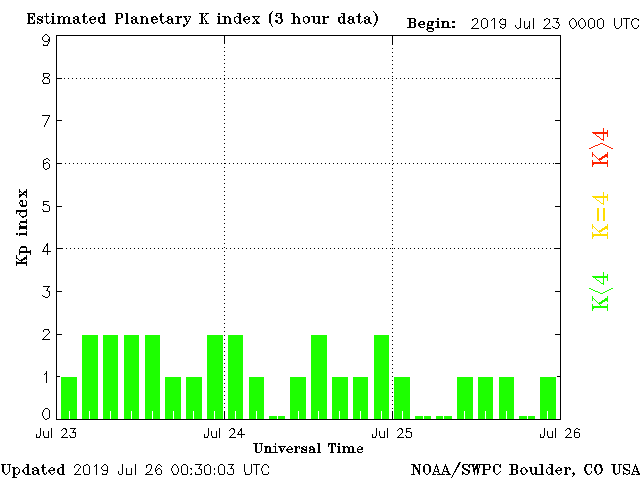 Estimated Planetary K index (3 hour data)
Begin: 2019 Jul 23 0000 UTC
9
8
7
6
5
4
3
2
1
0
Kp index
K>4
K=4
K<4
Jul 23
Jul 24
Jul 25
Jul 26
Universal Time
Updated 2019 Jul 26 00:30:03 UTC
NOAA/SWPC Boulder, CO USA